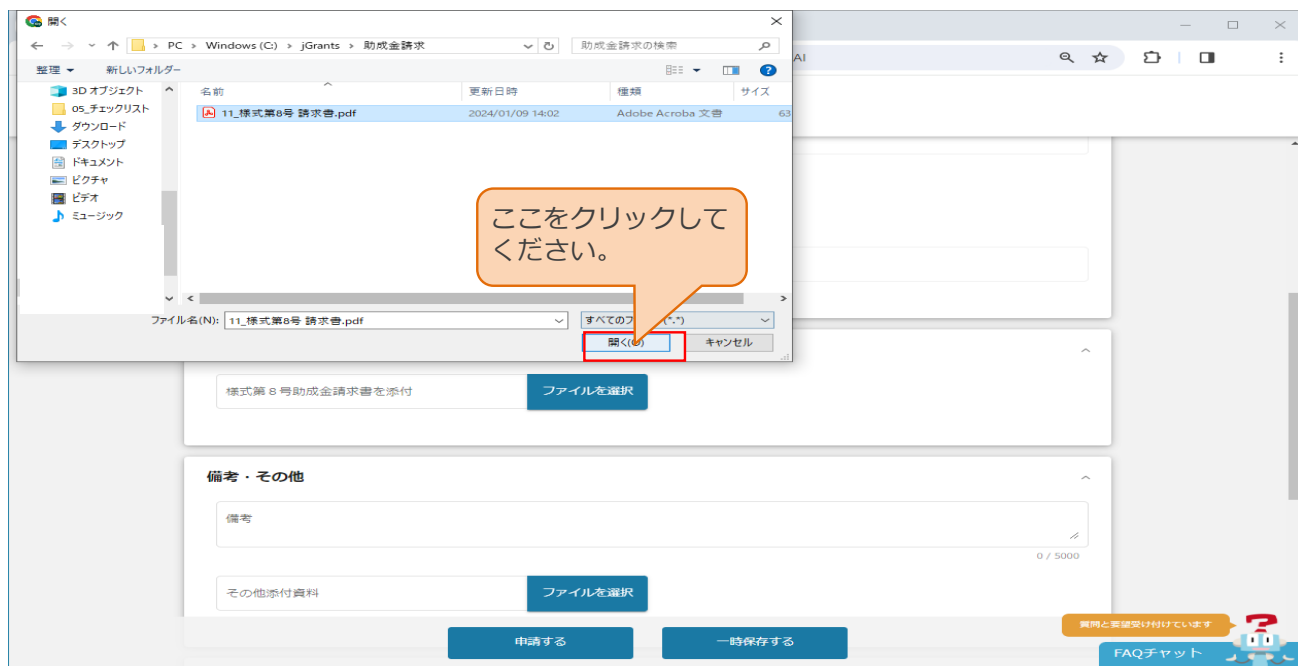 開く
PC › Windows (C:) › jGrants › 助成金請求
助成金請求の検索
整理 新しいフォルダー
AI
名前 更新日時 種類 サイズ
3D オブジェクト
05_チェックリスト
ダウンロード
デスクトップ
ドキュメント
ピクチャ
ビデオ
ミュージック
11_様式第8号 請求書.pdf 2024/01/09 14:02 Adobe Acroba 文書 63
ここをクリックして
ください。
ファイル名(N): 11_様式第8号 請求書.pdf
(*.*)
キャンセル
様式第８号助成金請求書を添付 ファイルを選択
備考・その他
備考
0 / 5000
その他添付資料 ファイルを選択
申請する 一時保存する
質問と要望受け付けています
FAQチャット